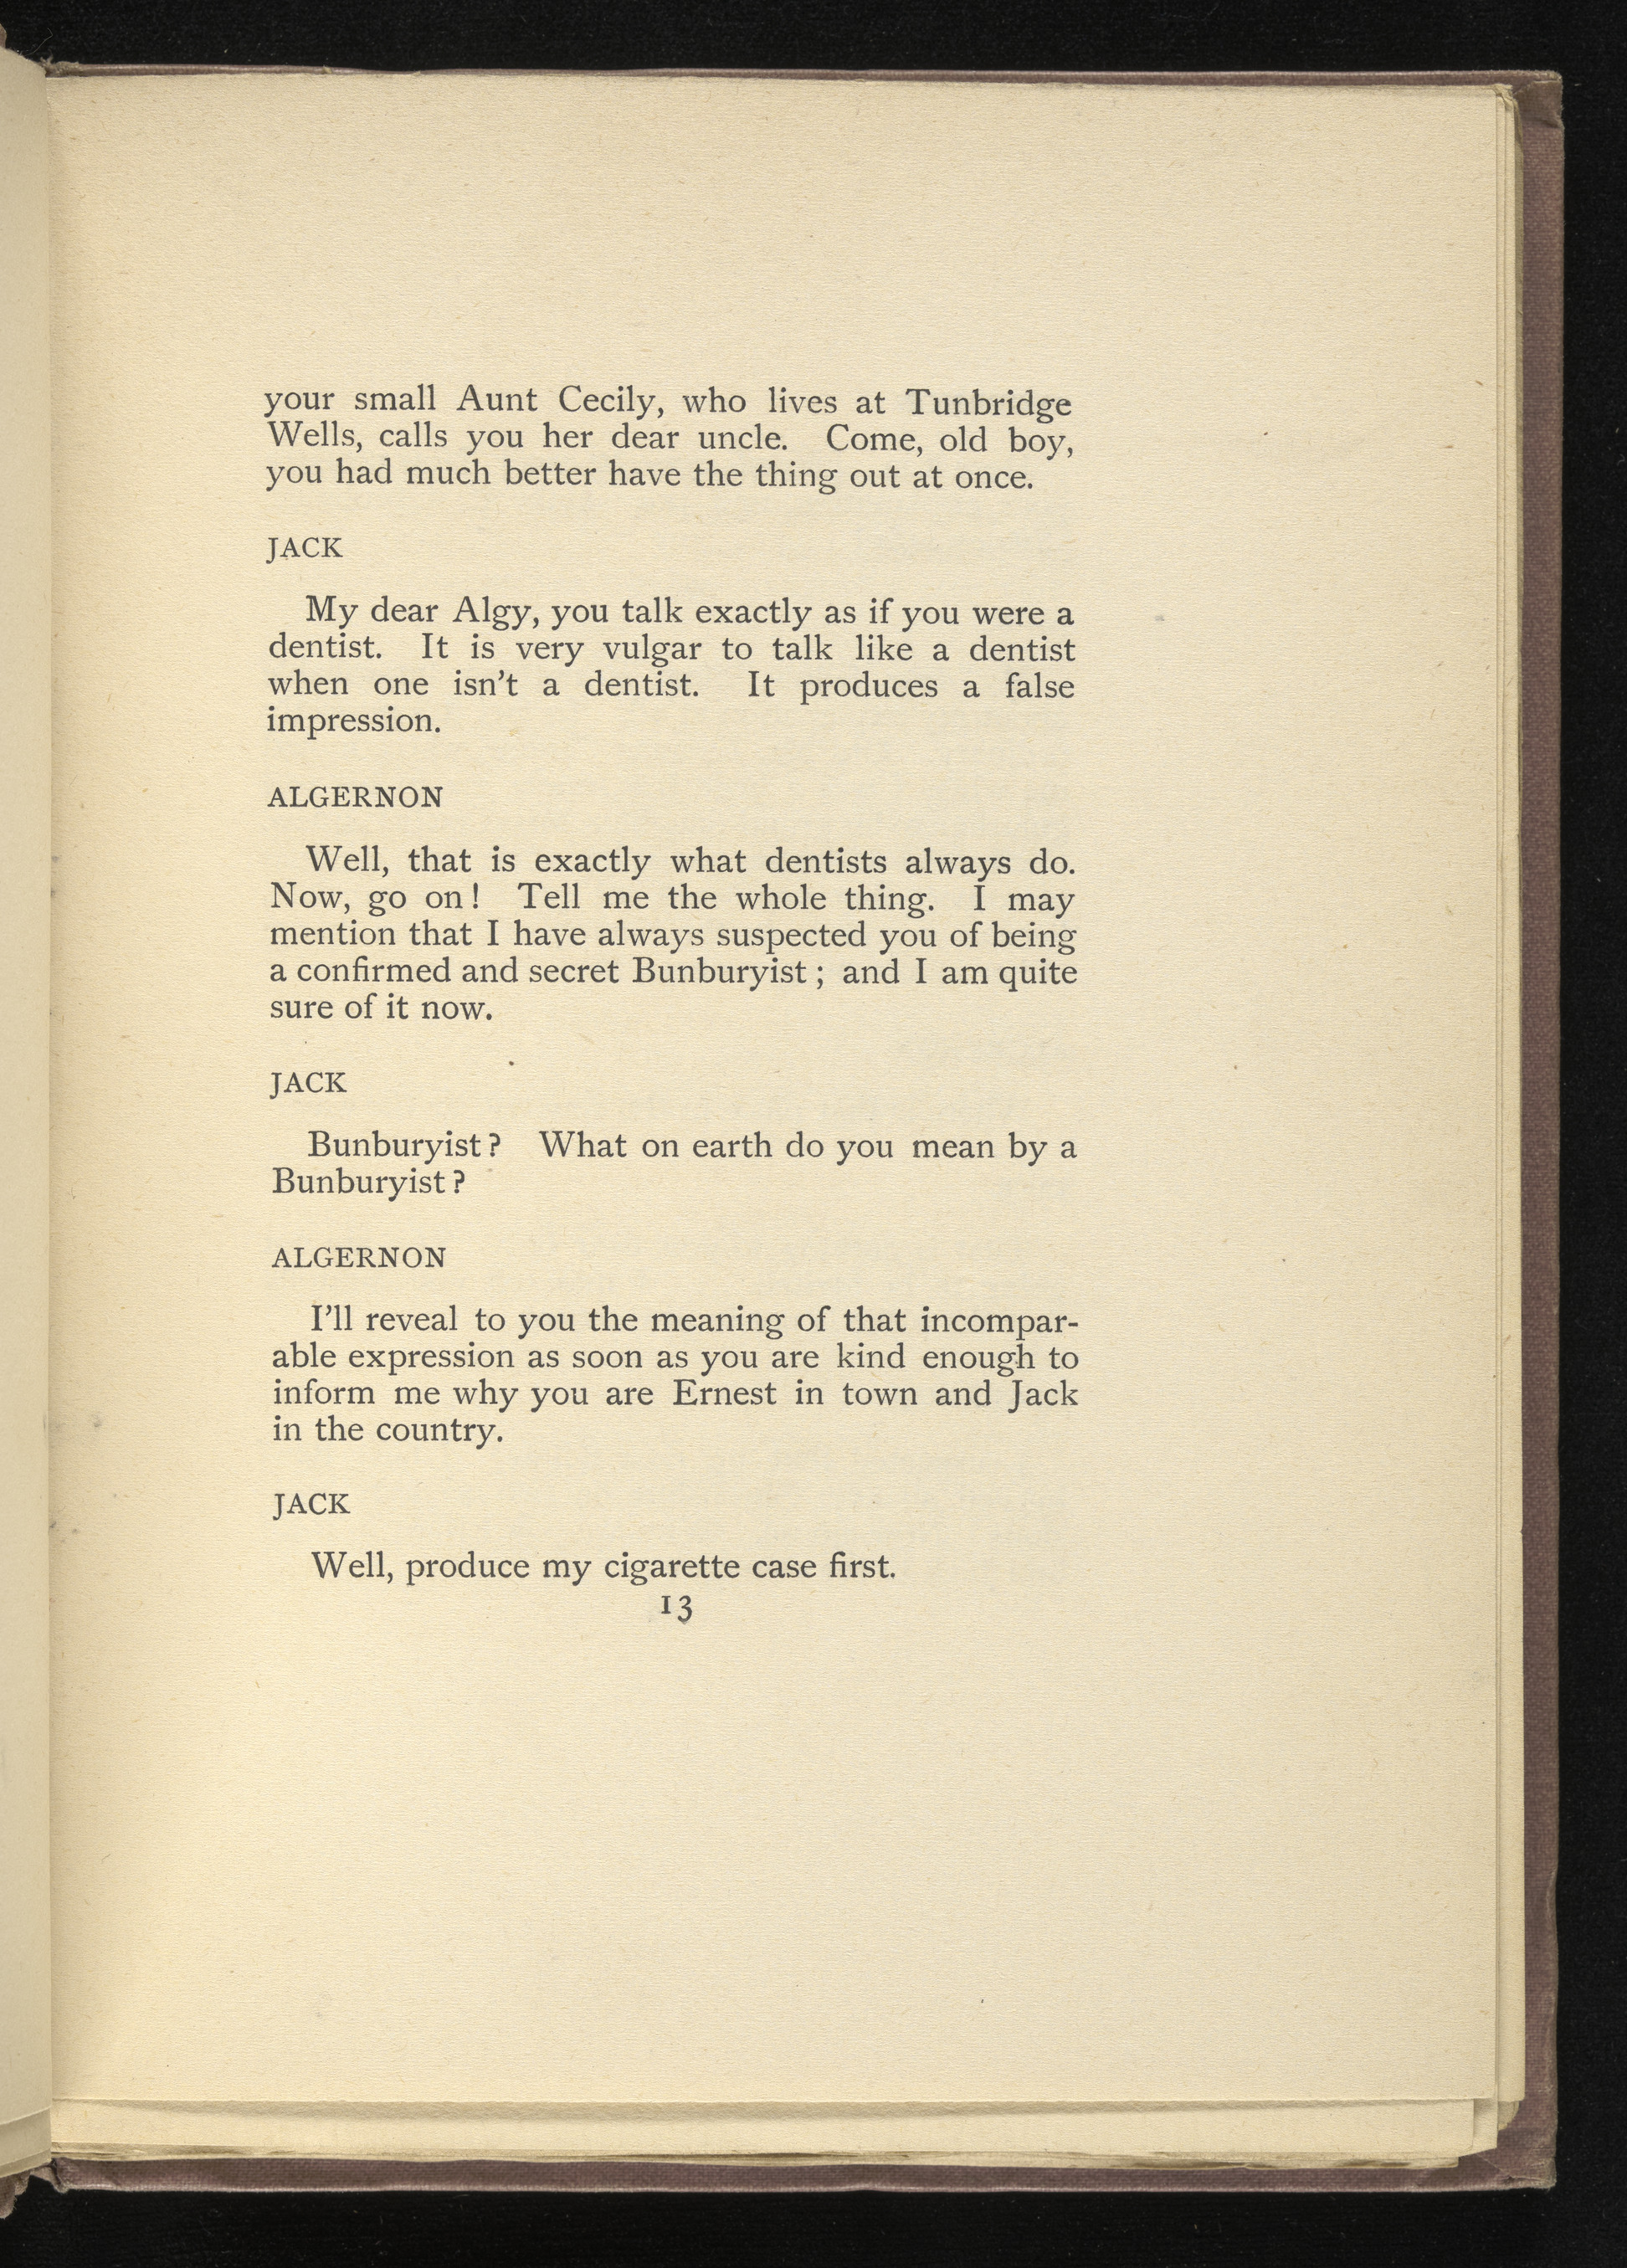 your small Aunt Cecily, who lives at Tunbridge
Wells, calls you her dear uncle. Come, old boy,
you had much better have the thing out at once.
JACK
My dear Algy, you talk exactly as if you were a
dentist. It is very vulgar to talk like a dentist
when one isn't a dentist. It produces a false
impression.
ALGERNON
Well, that is exactly what dentists always do.
Now, go on! Tell me the whole thing. I may
mention that I have always suspected you of being
a confirmed and secret Bunburyist; and I am quite
sure of it now.
JACK
Bunburyist? What on earth do you mean by a
Bunburyist?
ALGERNON
I'll reveal to you the meaning of that incompar-
able expression as soon as you are kind enough to
inform me why you are Ernest in town and Jack
in the country.
JACK
Well, produce my cigarette case first.
13